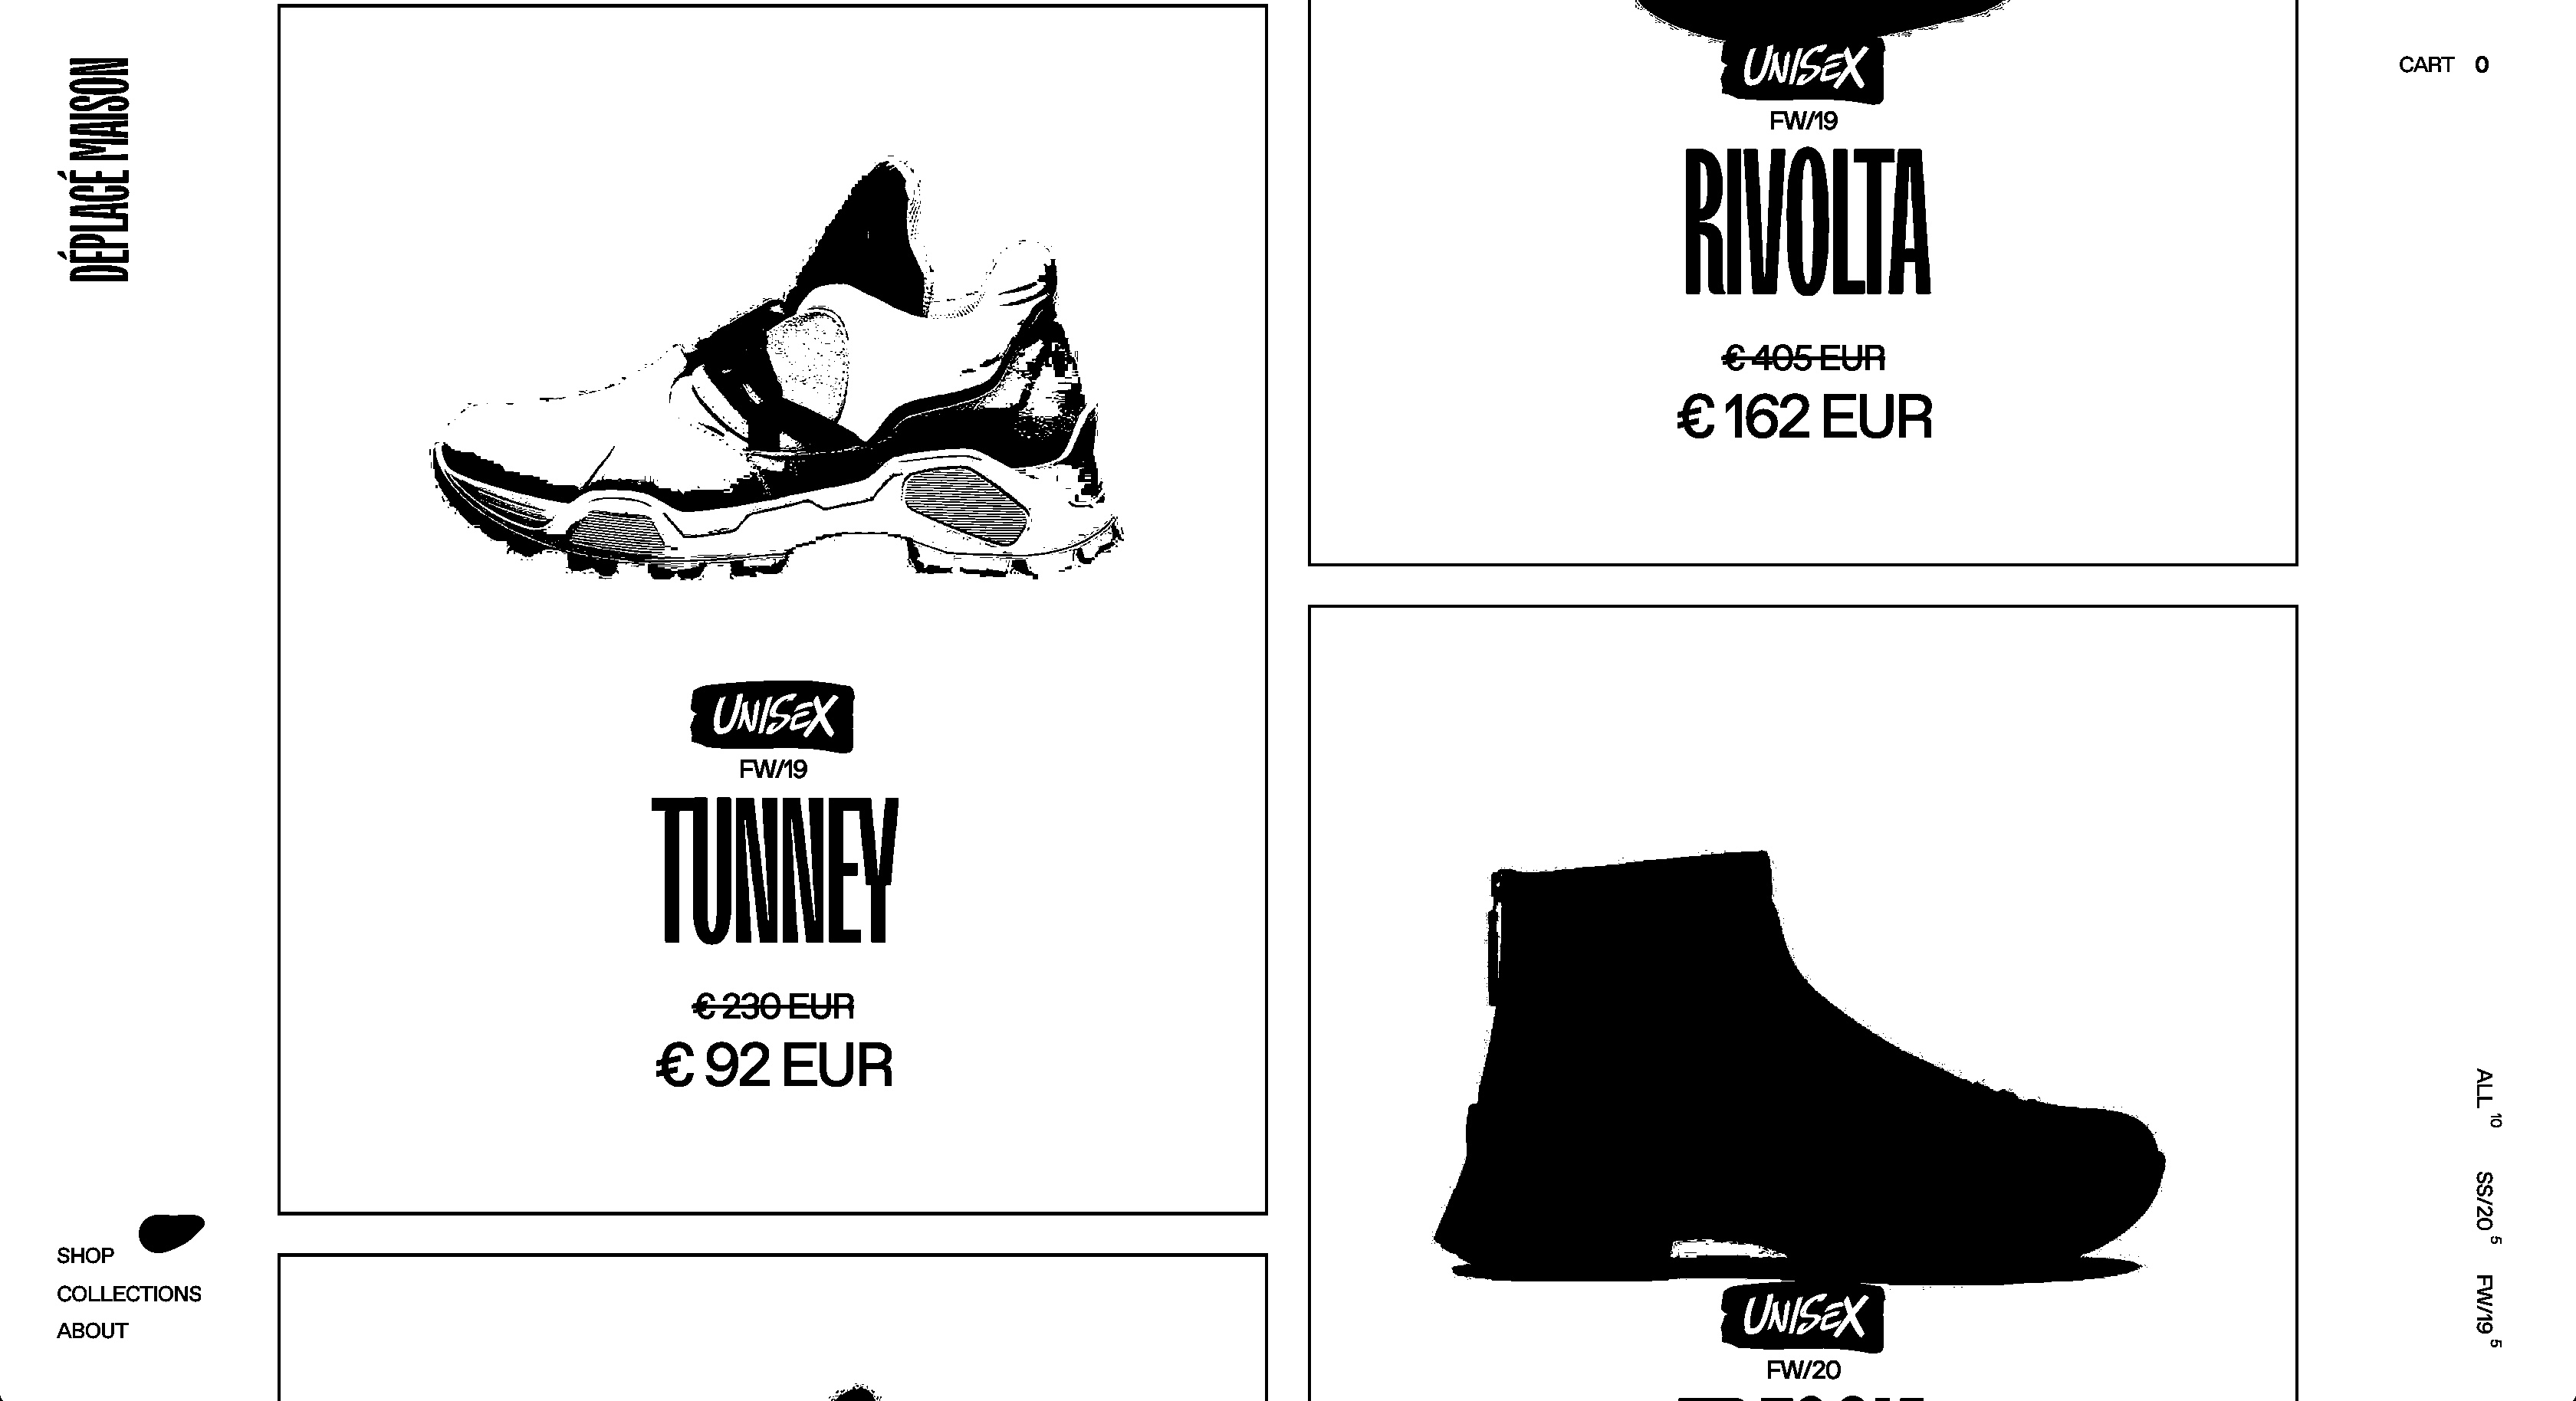 DÉPLACÉ MAISON
CART 0
UNISEX
FW/19
RIVOLTA
€ 405 EUR
€ 162 EUR
UNISEX
FW/19
TUNNEY
€ 230 EUR
€ 92 EUR
UNISEX
FW/20
SHOP
COLLECTIONS
ABOUT
ALL 10
SS/20 5
FW/19 5